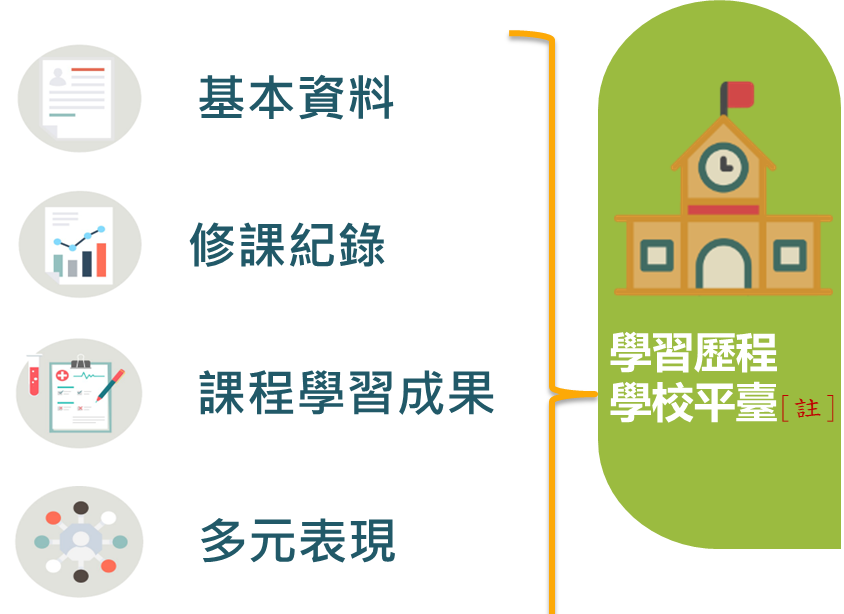 基本資料
修課紀錄
課程學習成果
多元表現
學習歷程
學校平臺[註]